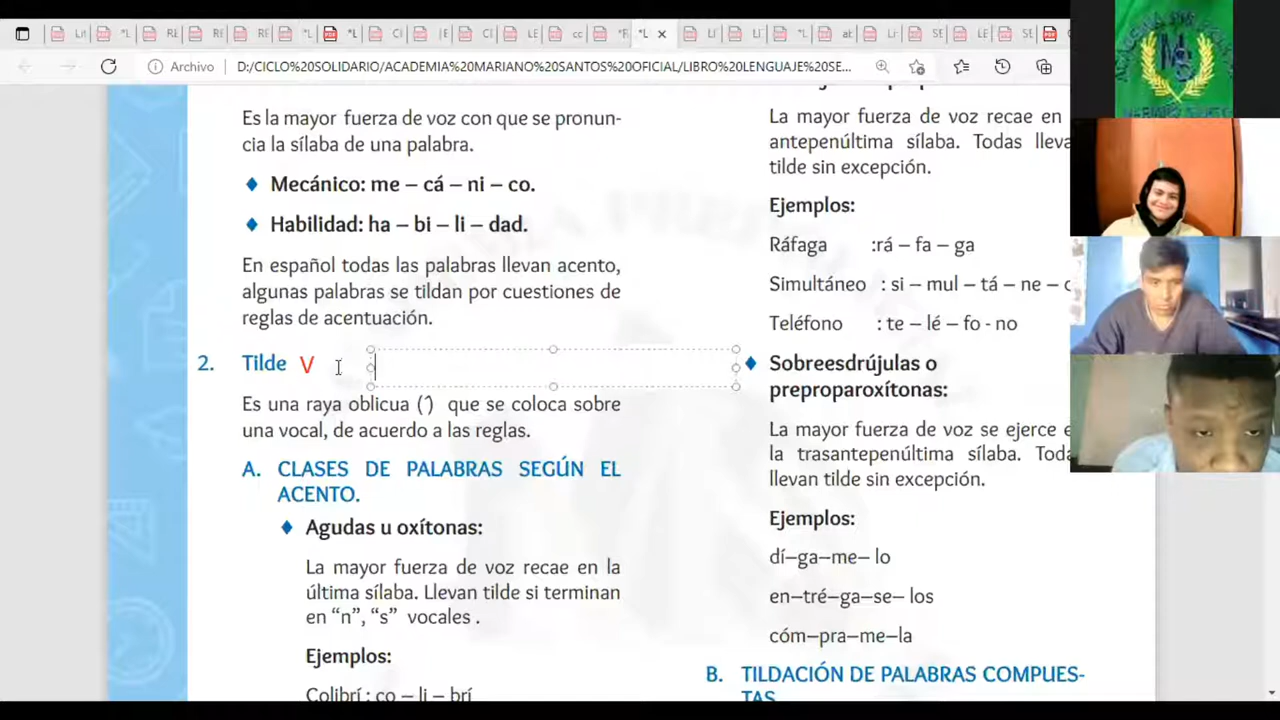 Archivo
D:/CICLO%20SOLIDARIO/ACADEMIA%20MARIANO%20SANTOS%20OFICIAL/LIBRO%20LENGUAJE%20SE...
Es la mayor fuerza de voz con que se pronun-
cia la sílaba de una palabra.
♦ Mecánico: me – cá – ni – co.
♦ Habilidad: ha – bi – li – dad.
En español todas las palabras llevan acento,
algunas palabras se tildan por cuestiones de
reglas de acentuación.
2. Tilde V
Es una raya oblicua (´) que se coloca sobre
una vocal, de acuerdo a las reglas.
A. CLASES DE PALABRAS SEGÚN EL
ACENTO.
♦ Agudas u oxítonas:
La mayor fuerza de voz recae en la
última sílaba. Llevan tilde si terminan
en “n”, “s” vocales .
Ejemplos:
Colibrí : co – li – brí
La mayor fuerza de voz recae en
antepenúltima sílaba. Todas lleva
tilde sin excepción.
Ejemplos:
Ráfaga :rá – fa – ga
Simultáneo : si – mul – tá – ne –
Teléfono : te – lé – fo - no
♦ Sobreesdrújulas o
preproparoxítonas:
La mayor fuerza de voz se ejerce e
la trasantepenúltima sílaba. Toda
llevan tilde sin excepción.
Ejemplos:
dí–ga–me– lo
en–tré–ga–se– los
cóm–pra–me–la
B. TILDACIÓN DE PALABRAS COMPUES-
TAS